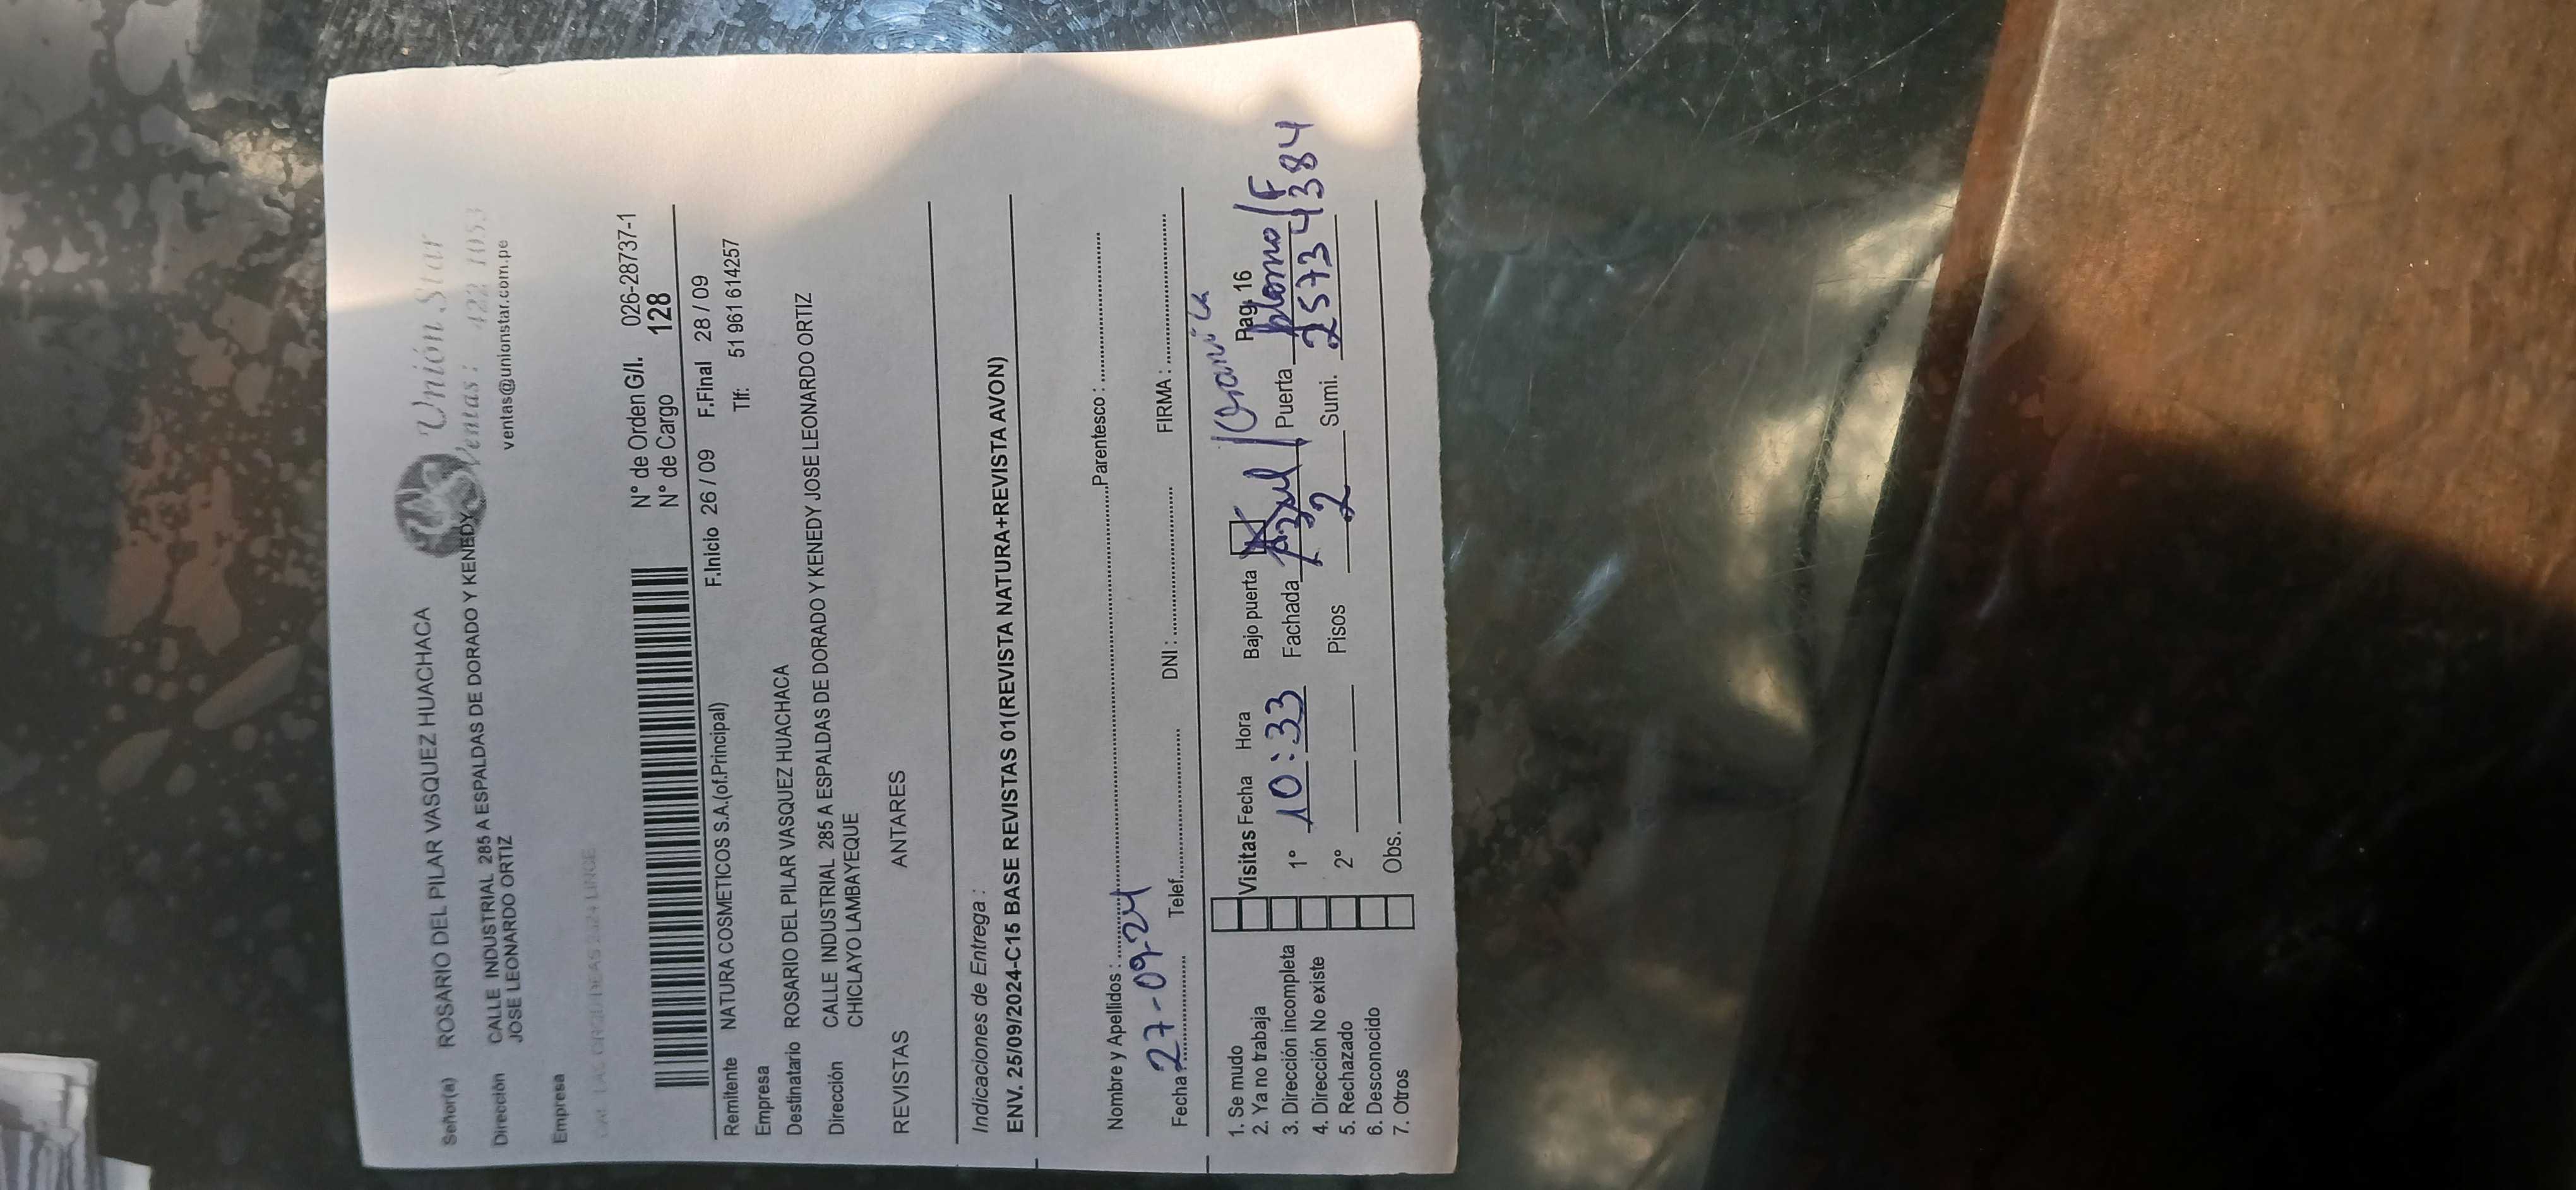 Señor(a) ROSARIO DEL PILAR VASQUEZ HUACHACA
Unión Star
Ventas: 422 1053
ventas@unionstar.com.pe
Dirección CALLE INDUSTRIAL 285 A ESPALDAS DE DORADO Y KENEDY
JOSE LEONARDO ORTIZ
Empresa
N° de Orden G/I. 026-28737-1
N° de Cargo 128
F.Inicio 26 / 09 F.Final 28 / 09
Remitente NATURA COSMETICOS S.A.(of.Principal)
Tlf: 51 961 614257
Empresa
Destinatario ROSARIO DEL PILAR VASQUEZ HUACHACA
Dirección CALLE INDUSTRIAL 285 A ESPALDAS DE DORADO Y KENEDY JOSE LEONARDO ORTIZ
CHICLAYO LAMBAYEQUE
REVISTAS ANTARES
Indicaciones de Entrega :
ENV. 25/09/2024-C15 BASE REVISTAS 01(REVISTA NATURA+REVISTA AVON)
Nombre y Apellidos : Parentesco :
Fecha 27-09-24 Telef. DNI : FIRMA :
1. Se mudo
2. Ya no trabaja
3. Dirección incompleta
4. Dirección No existe
5. Rechazado
6. Desconocido
7. Otros
Visitas Fecha Hora Bajo puerta X Pag. 16
1° 10:33 Fachada Azul / Puerta plomo/F
2° Pisos 2 Sumi. 25734384
Obs.